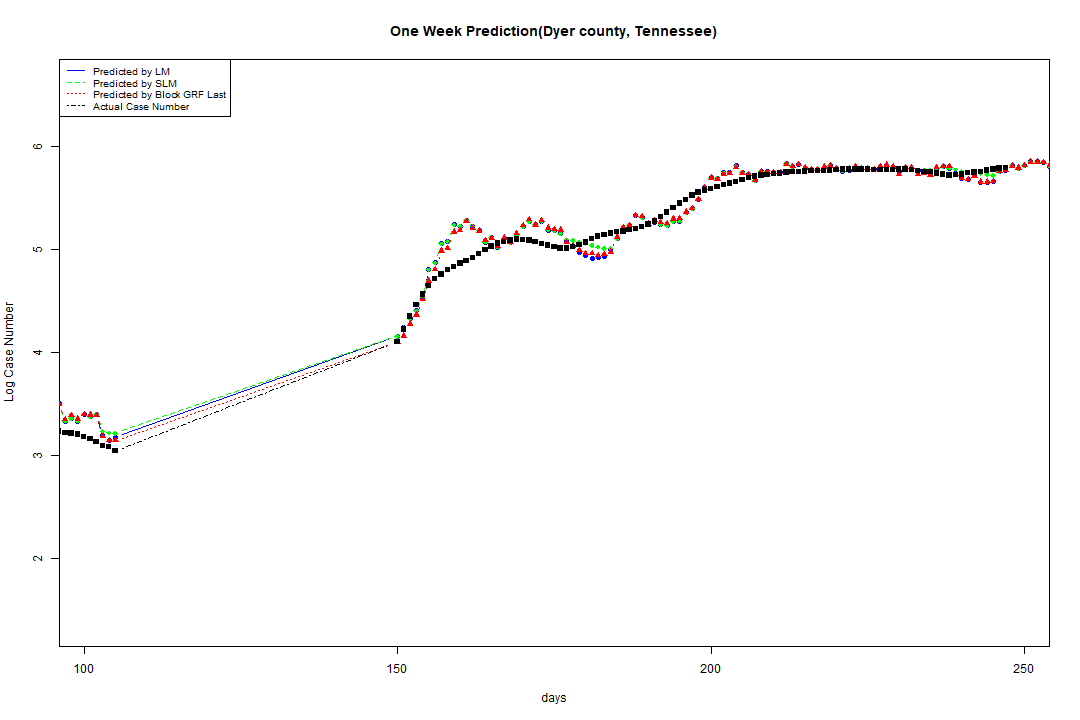 One Week Prediction(Dyer county, Tennessee)
Predicted by LM
Predicted by SLM
Predicted by Block GRF Last
Actual Case Number
Log Case Number
6
5
4
3
2
100 150 200 250
days